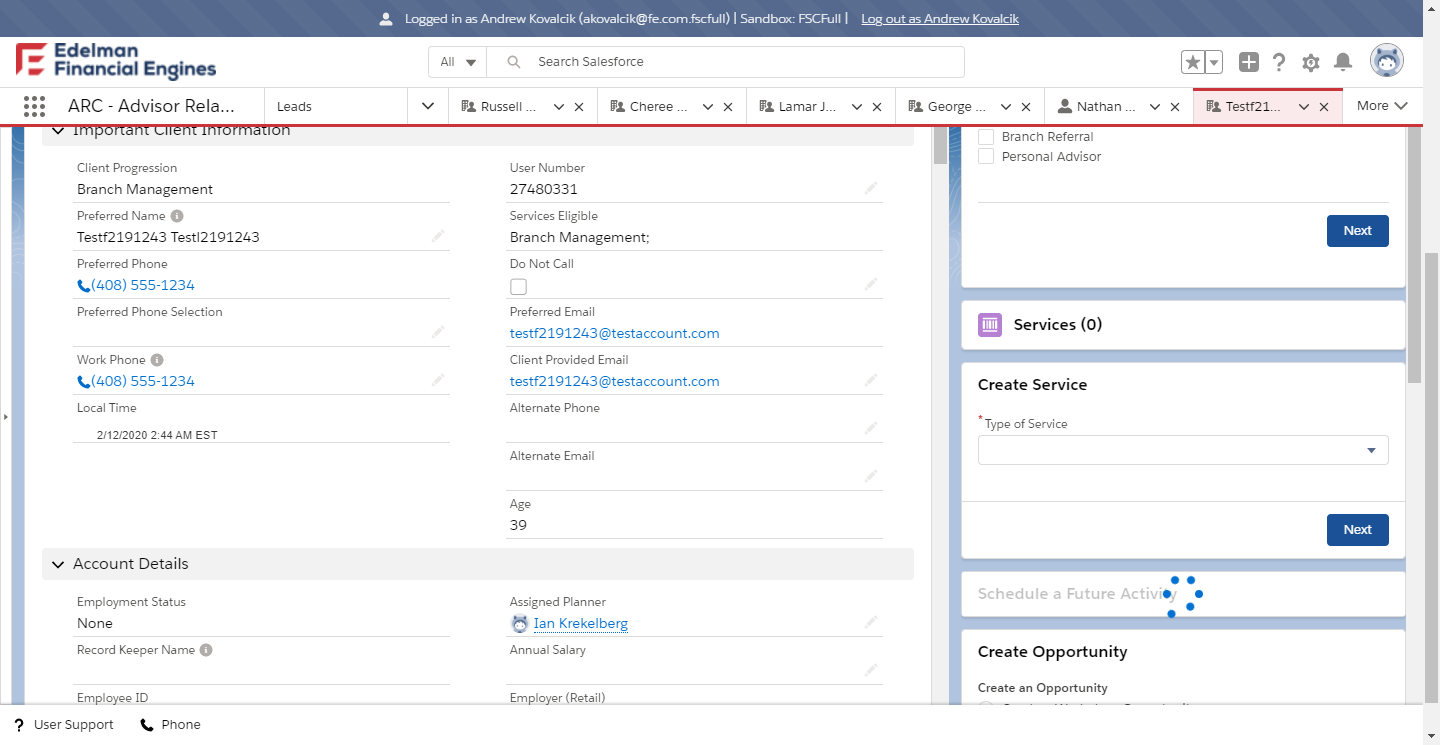 Logged in as Andrew Kovalcik (akovalcik@fe.com.fscfull) | Sandbox: FSCFull | Log out as Andrew Kovalcik
Edelman
Financial Engines
All
Search Salesforce
ARC - Advisor Rela...
Leads
Russell ...
Cheree ...
Lamar J...
George ...
Nathan ...
Testf21...
More
Important Client Information
Client Progression
Branch Management
User Number
27480331
Preferred Name
Testf2191243 Testl2191243
Services Eligible
Branch Management;
Preferred Phone
(408) 555-1234
Do Not Call
Preferred Phone Selection
Preferred Email
testf2191243@testaccount.com
Work Phone
(408) 555-1234
Client Provided Email
testf2191243@testaccount.com
Local Time
2/12/2020 2:44 AM EST
Alternate Phone
Alternate Email
Age
39
Account Details
Employment Status
None
Assigned Planner
Ian Krekelberg
Record Keeper Name
Annual Salary
Employee ID
Employer (Retail)
Branch Referral
Personal Advisor
Next
Services (0)
Create Service
*Type of Service
Next
Schedule a Future Activity
Create Opportunity
Create an Opportunity
User Support
Phone